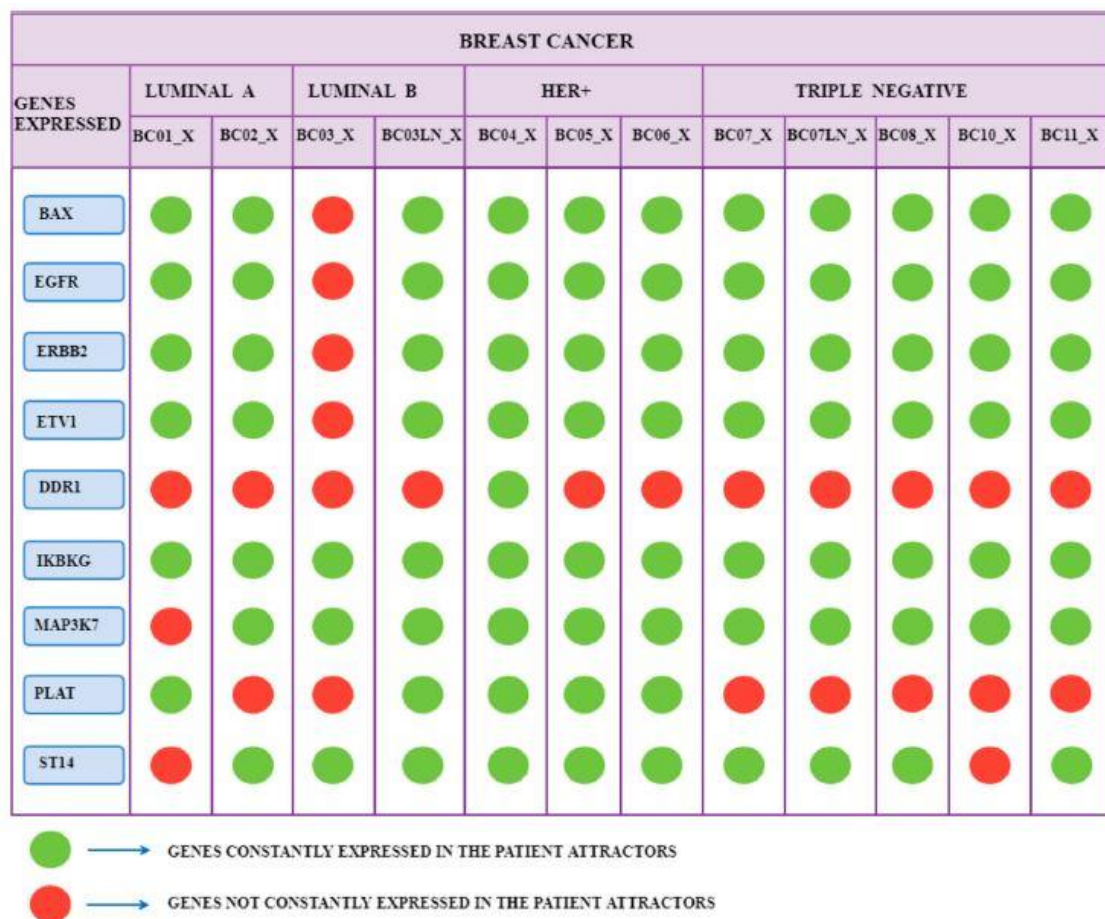 BREAST CANCER
GENES EXPRESSED
LUMINAL A
LUMINAL B
HER+
TRIPLE NEGATIVE
BC01_X
BC02_X
BC03_X
BC03LN_X
BC04_X
BC05_X
BC06_X
BC07_X
BC07LN_X
BC08_X
BC10_X
BC11_X
BAX
EGFR
ERBB2
ETV1
DDR1
IKBKG
MAP3K7
PLAT
ST14
GENES CONSTANTLY EXPRESSED IN THE PATIENT ATTRACTORS
GENES NOT CONSTANTLY EXPRESSED IN THE PATIENT ATTRACTORS